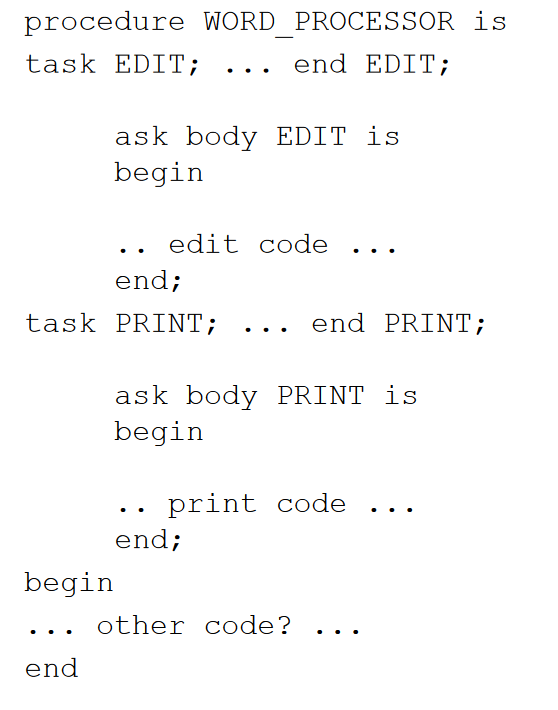 procedure WORD_PROCESSOR is
task EDIT; ... end EDIT;
ask body EDIT is
begin
.. edit code ...
end;
task PRINT; ... end PRINT;
ask body PRINT is
begin
.. print code ...
end;
begin
... other code? ...
end